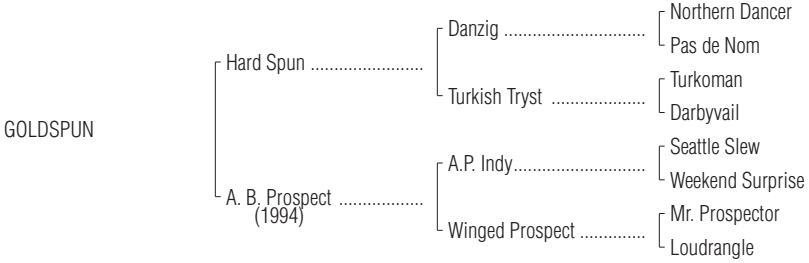 Northern Dancer
Danzig ..............................
Pas de Nom
Hard Spun ........................
Turkoman
Turkish Tryst ....................
Darbyvail
GOLDSPUN
Seattle Slew
A.P. Indy............................
Weekend Surprise
A. B. Prospect ..................
(1994)
Mr. Prospector
Winged Prospect ..............
Loudrangle